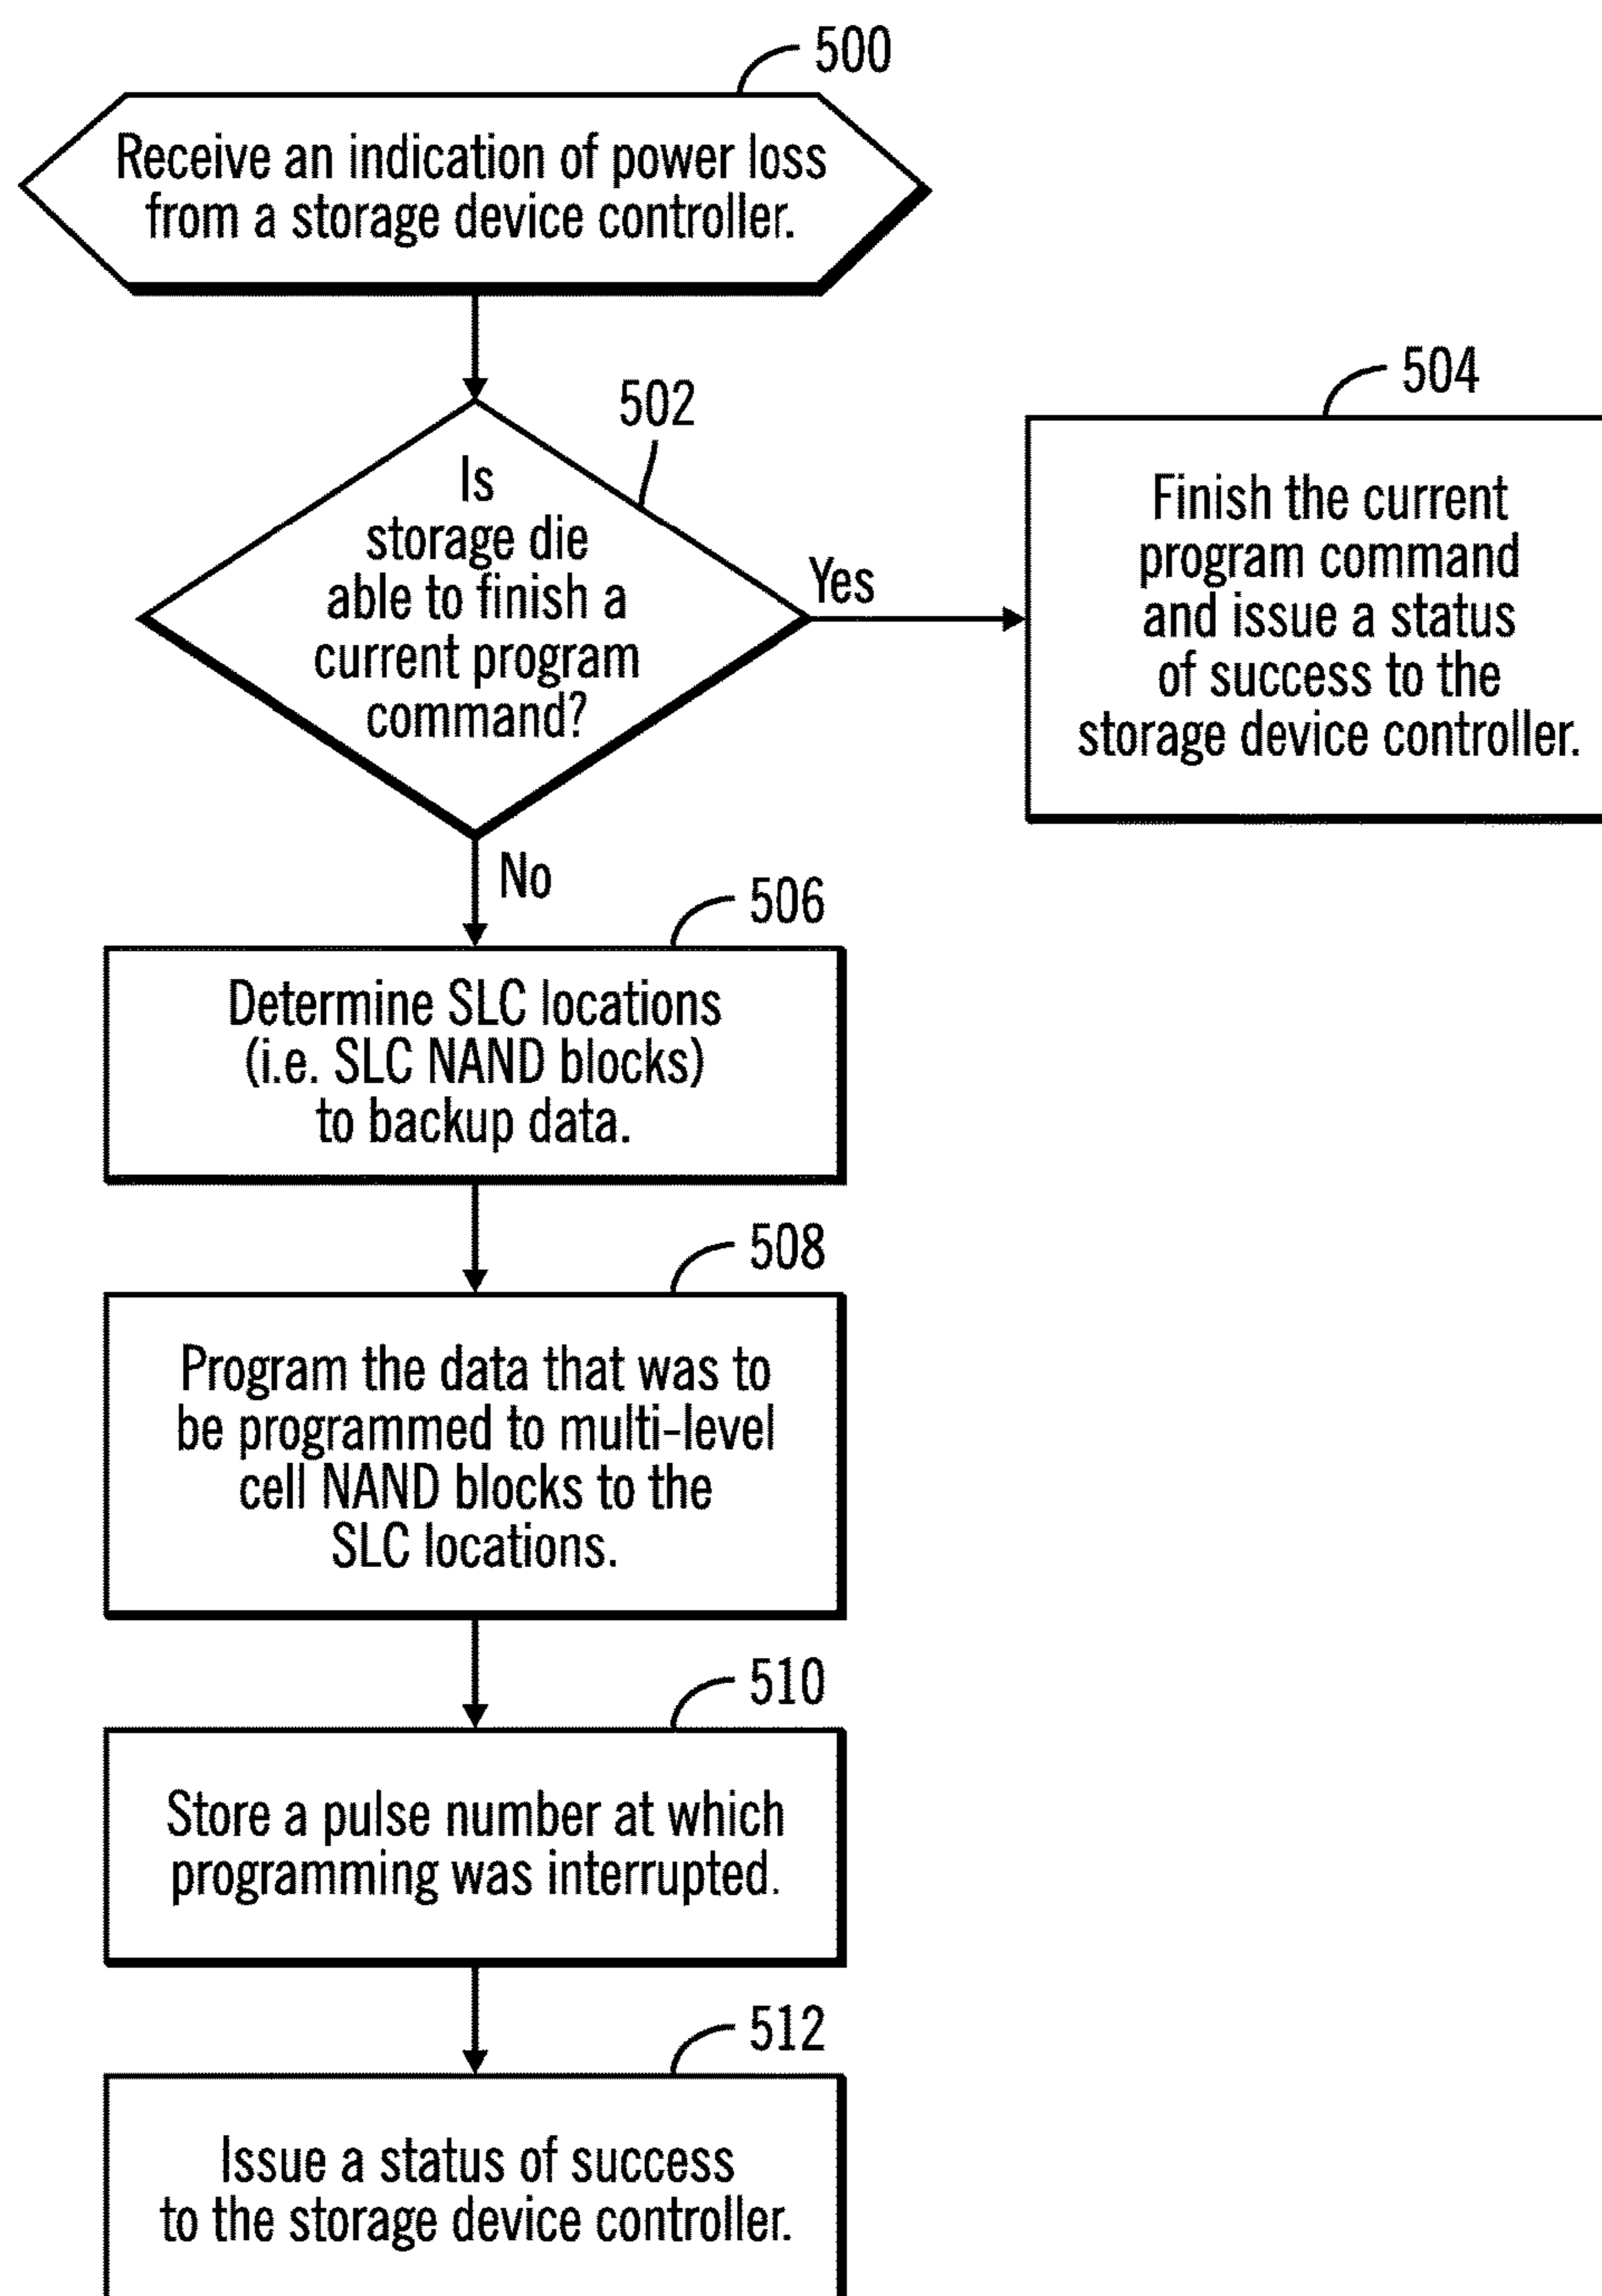 500
Receive an indication of power loss
from a storage device controller.
502
Is
storage die
able to finish a
current program
command?
Yes
504
Finish the current
program command
and issue a status
of success to the
storage device controller.
No
506
Determine SLC locations
(i.e. SLC NAND blocks)
to backup data.
508
Program the data that was to
be programmed to multi-level
cell NAND blocks to the
SLC locations.
510
Store a pulse number at which
programming was interrupted.
512
Issue a status of success
to the storage device controller.